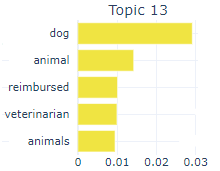 Topic 13
dog
animal
reimbursed
veterinarian
animals
0 0.01 0.02 0.03